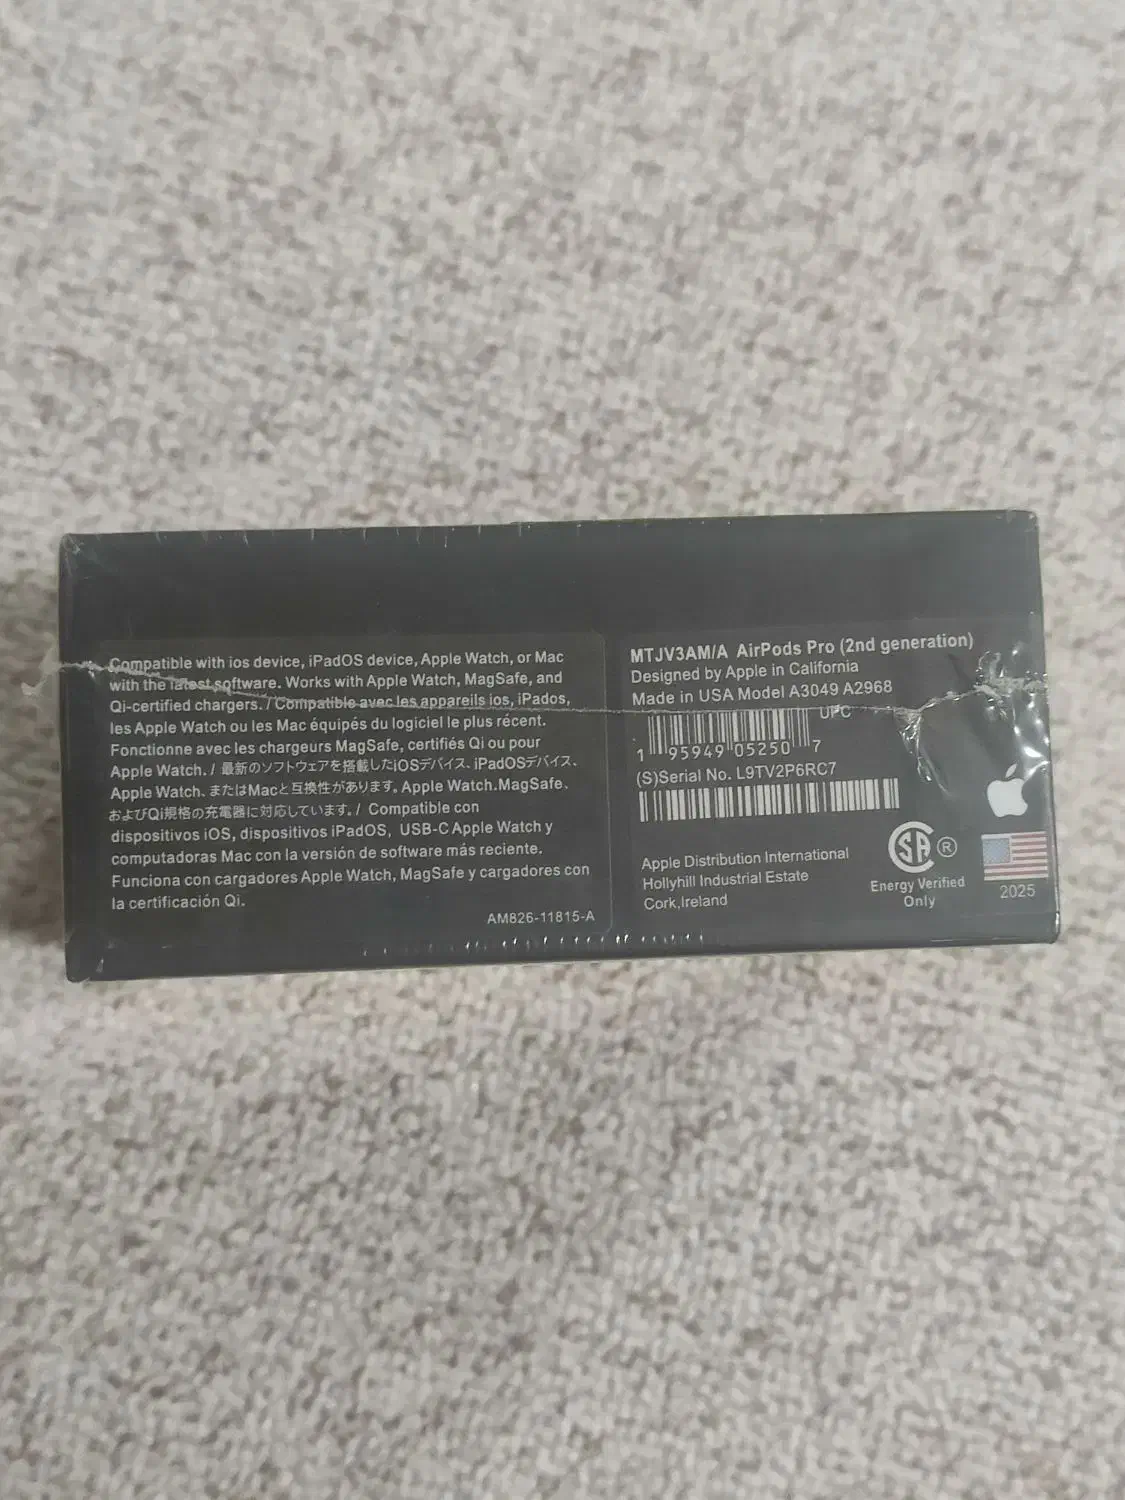 Compatible with ios device, iPadOS device, Apple Watch, or Mac
with the latest software. Works with Apple Watch, MagSafe, and
Qi-certified chargers. / Compatible avec les appareils ios, iPados,
les Apple Watch ou les Mac équipés du logiciel le plus récent.
Fonctionne avec les chargeurs MagSafe, certifiés Qi ou pour
Apple Watch. / 最新のソフトウェアを搭載したiOSデバイス、iPadOSデバイス、
Apple Watch、またはMacと互換性があります。Apple Watch.MagSafe、
およびQi規格の充電器に対応しています。/ Compatible con
dispositivos iOS, dispositivos iPadOS, USB-C Apple Watch y
computadoras Mac con la versión de software más reciente.
Funciona con cargadores Apple Watch, MagSafe y cargadores con
la certificación Qi.
AM826-11815-A
MTJV3AM/A AirPods Pro (2nd generation)
Designed by Apple in California
Made in USA Model A3049 A2968
UPC
1 95949 05250 7
(S)Serial No. L9TV2P6RC7
Apple Distribution International
Hollyhill Industrial Estate
Cork,Ireland
SA ®
Energy Verified
Only
2025